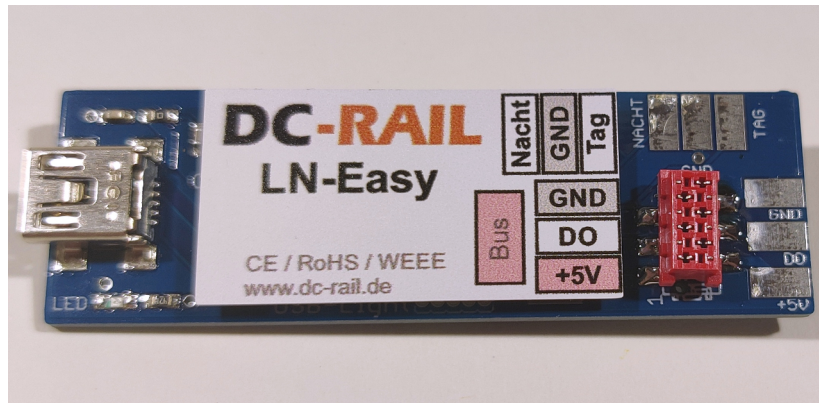 DC-RAIL
LN-Easy
CE / RoHS / WEEE
www.dc-rail.de
Nacht
GND
Tag
Bus
GND
DO
+5V
NACHT
GND
TAG
GND
DO
+5V
LED
1